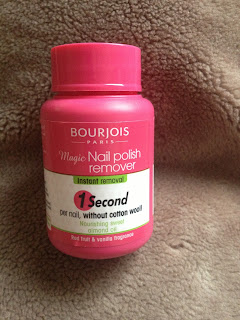 BOURJOIS
PARIS
Magic Nail polish
remover
instant removal
1 Second
per nail, without cotton wool!
nourishing sweet
almond oil
Red fruit & vanilla fragrance